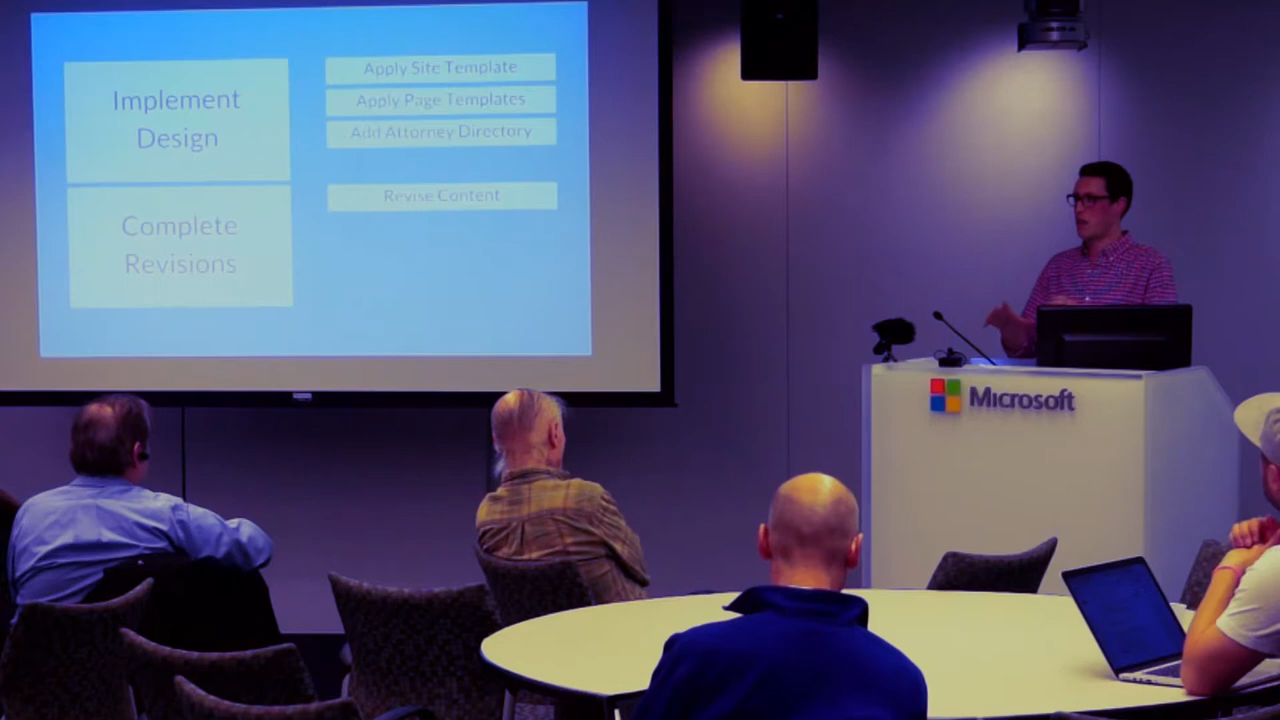 Implement
Design
Apply Site Template
Apply Page Templates
Add Attorney Directory
Complete
Revisions
Revise Content
Microsoft